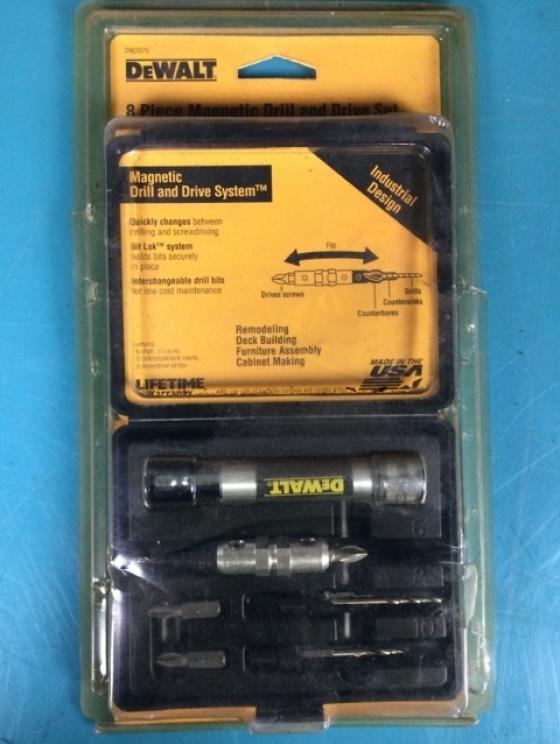 DW2076
DEWALT
8 Piece Magnetic Drill and Drive Set
Magnetic
Drill and Drive System™
Industrial
Design
Quickly changes between
drilling and screwdriving
Bit Lok™ system
holds bits securely
in place
Interchangeable drill bits
for low cost maintenance
Flip
Drives screws
Drills
Countersinks
Counterbores
Remodeling
Deck Building
Furniture Assembly
Cabinet Making
MADE IN THE
USA
LIFETIME
Warranty
DEWALT